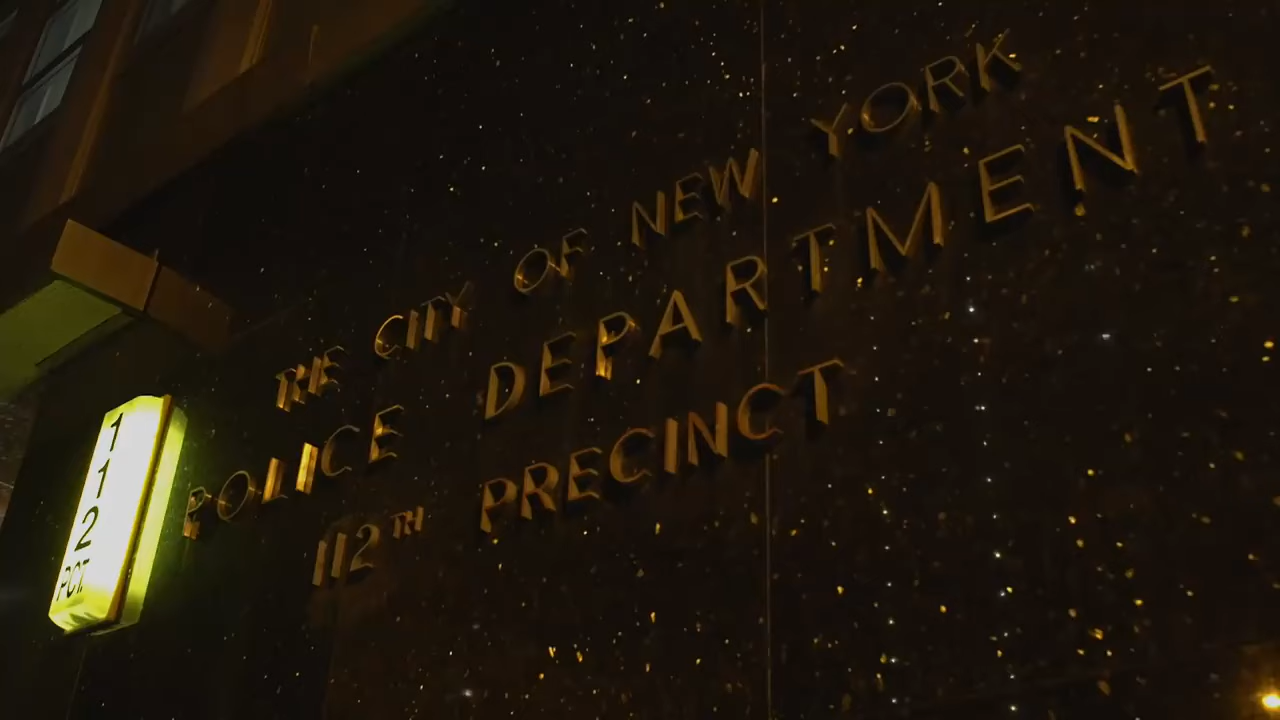 THE CITY OF NEW YORK
POLICE DEPARTMENT
112TH PRECINCT
112
PCT.